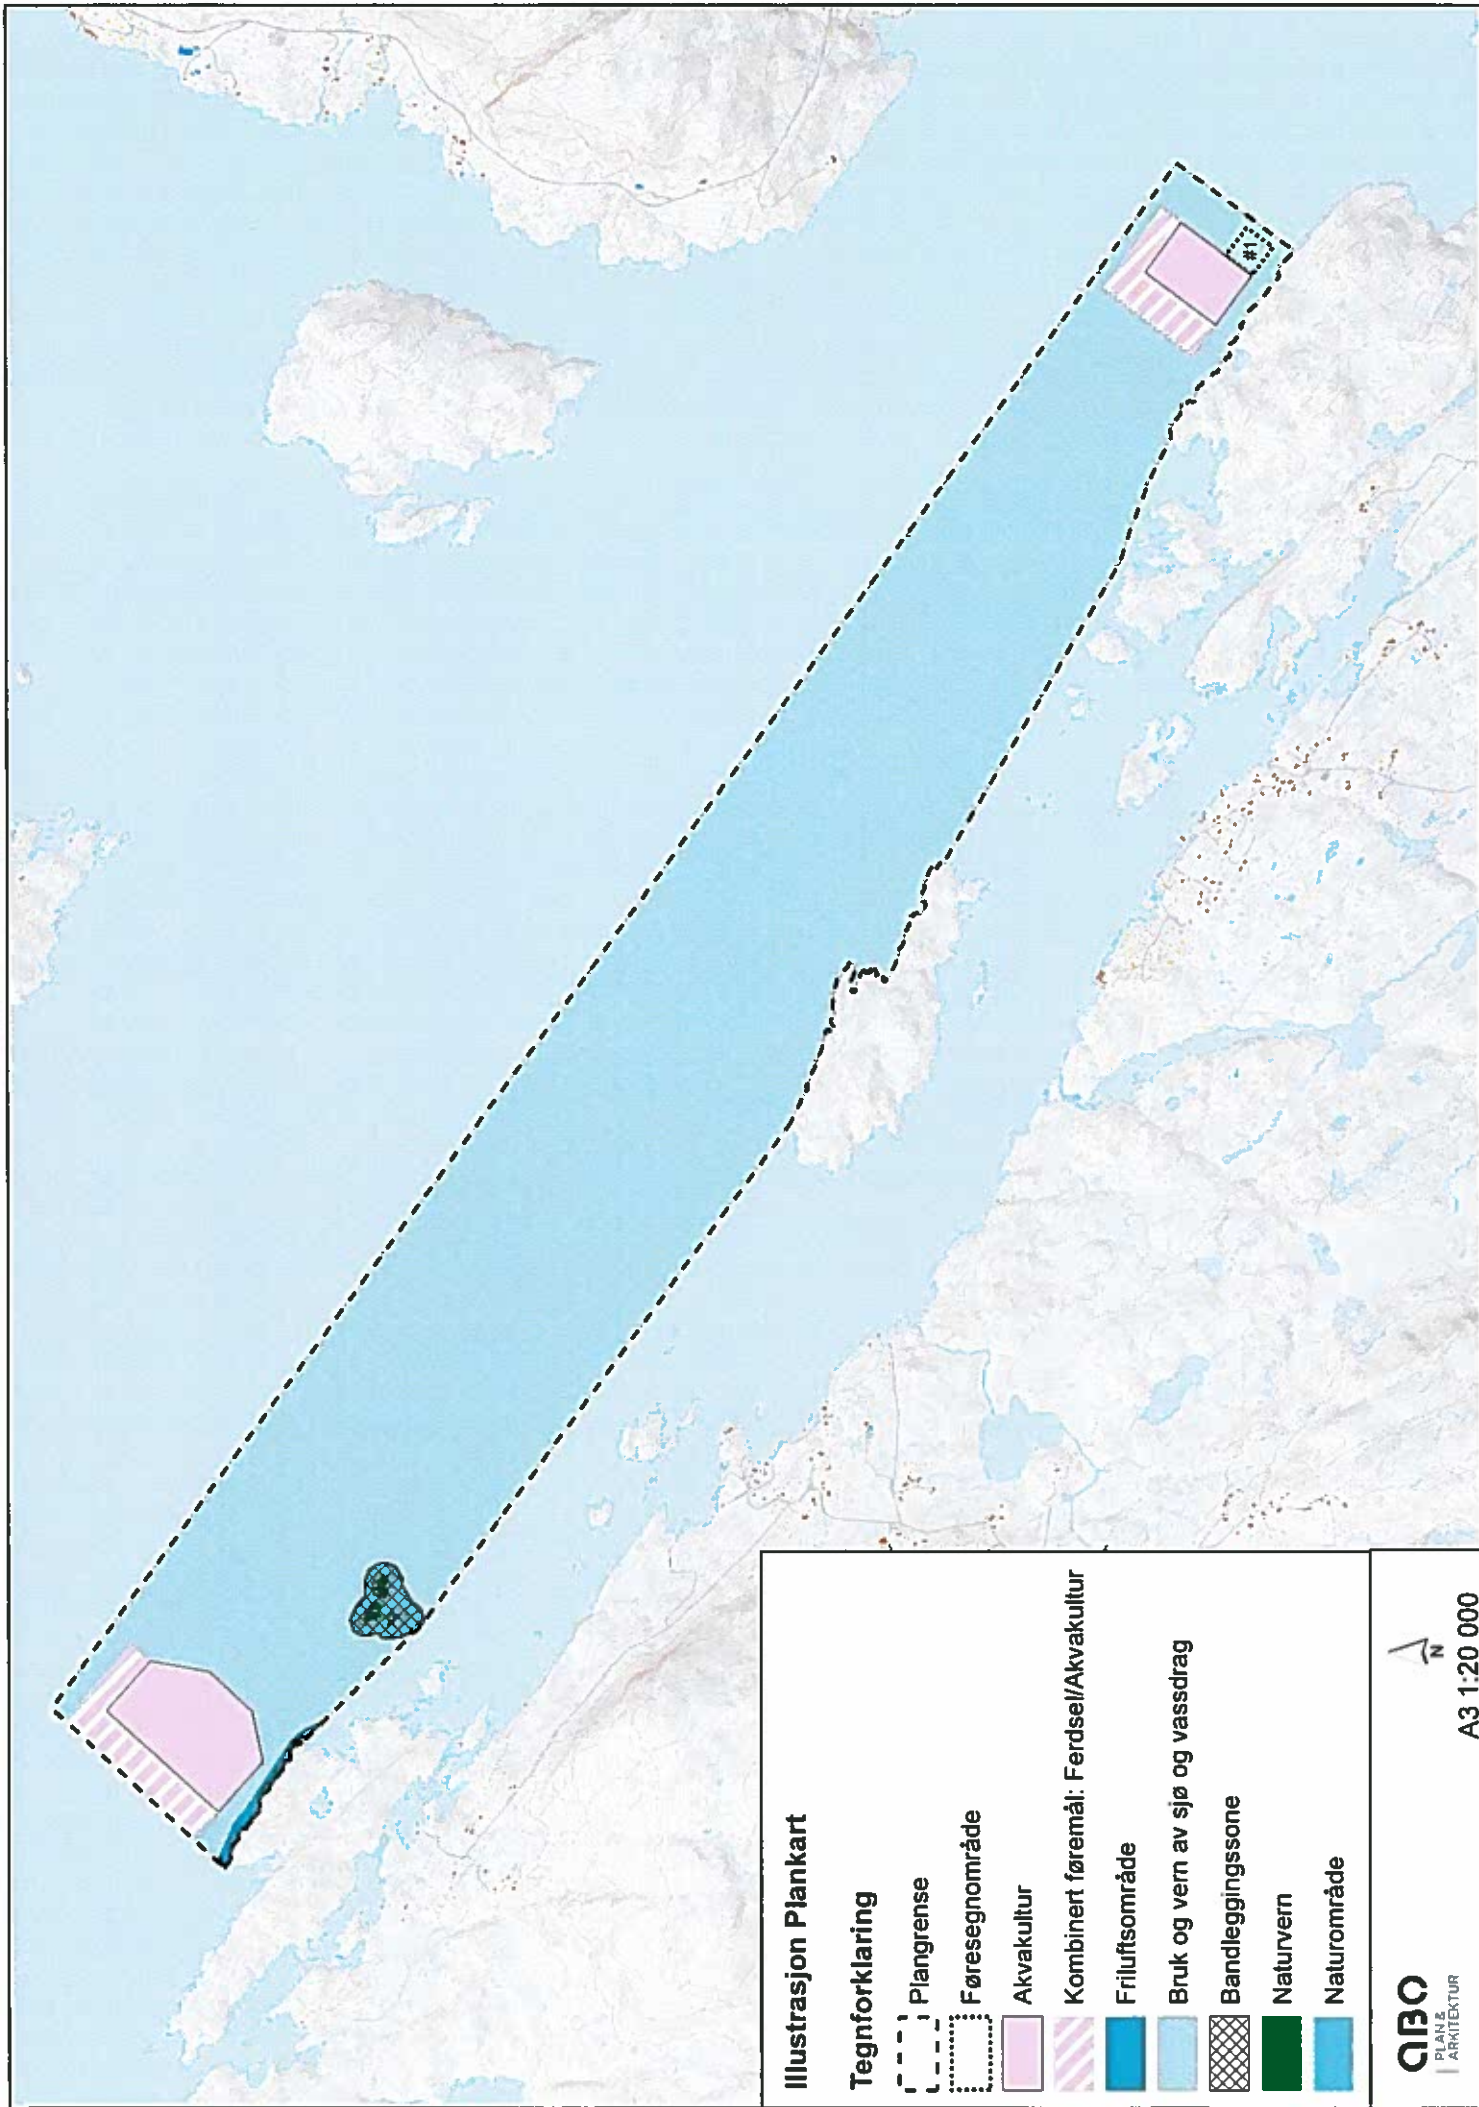 #1
Illustrasjon Plankart
Tegnforklaring
Plangrense
Føresegnområde
Akvakultur
Kombinert føremål: Ferdsel/Akvakultur
Friluftsområde
Bruk og vern av sjø og vassdrag
Bandleggingssone
Naturvern
Naturområde
ABO
PLAN &
ARKITEKTUR
N
A3 1:20 000